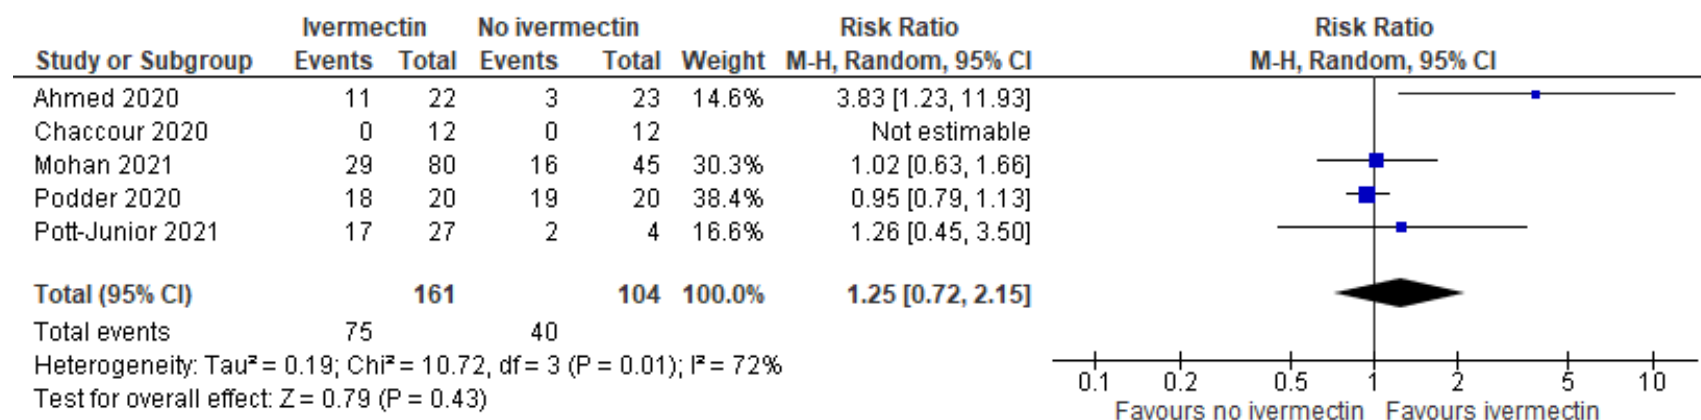 Ivermectin No ivermectin Risk Ratio Risk Ratio
Study or Subgroup Events Total Events Total Weight M-H, Random, 95% CI M-H, Random, 95% CI
Ahmed 2020 11 22 3 23 14.6% 3.83 [1.23, 11.93]
Chaccour 2020 0 12 0 12 Not estimable
Mohan 2021 29 80 16 45 30.3% 1.02 [0.63, 1.66]
Podder 2020 18 20 19 20 38.4% 0.95 [0.79, 1.13]
Pott-Junior 2021 17 27 2 4 16.6% 1.26 [0.45, 3.50]
Total (95% CI) 161 104 100.0% 1.25 [0.72, 2.15]
Total events 75 40
Heterogeneity: Tau² = 0.19; Chi² = 10.72, df = 3 (P = 0.01); I² = 72%
Test for overall effect: Z = 0.79 (P = 0.43)
0.1 0.2 0.5 1 2 5 10
Favours no ivermectin Favours ivermectin